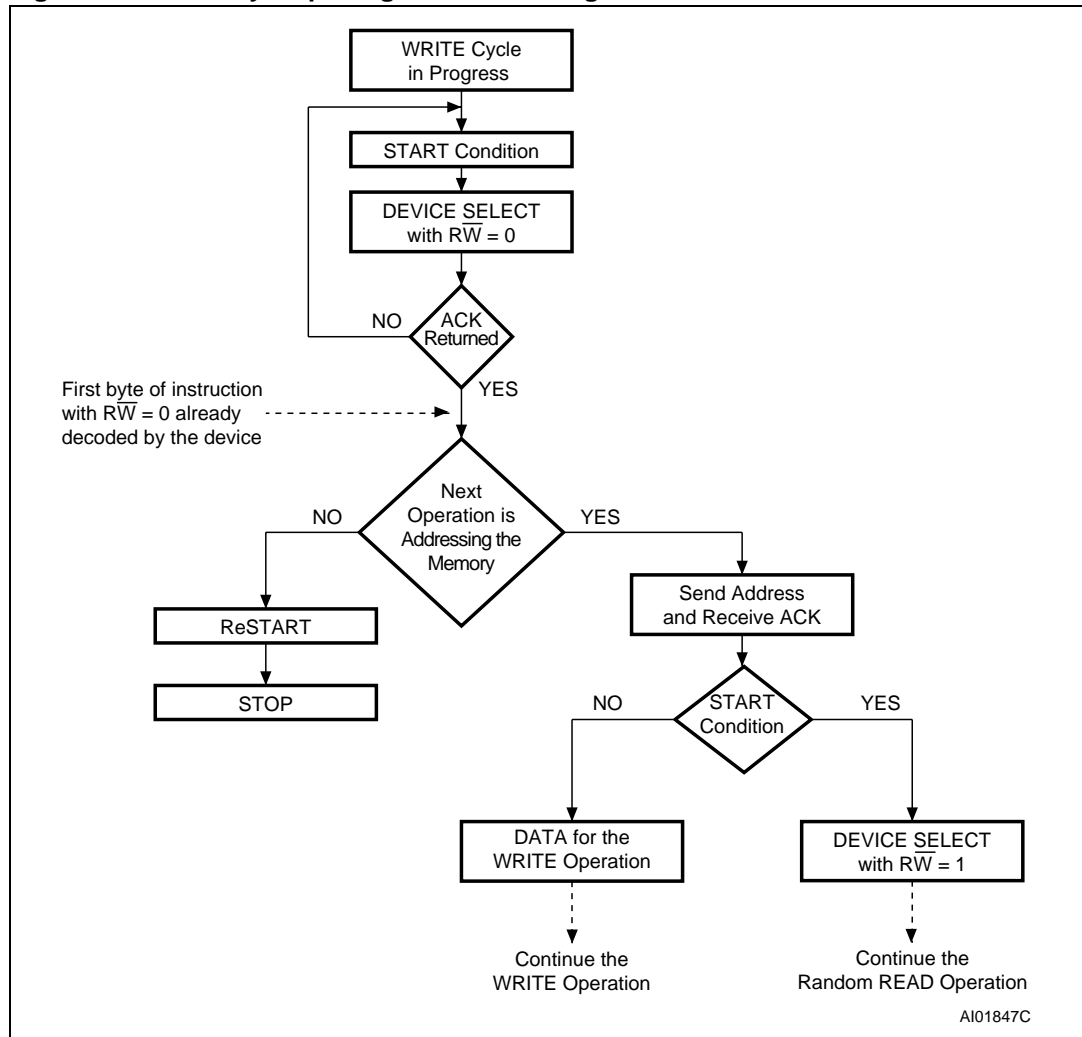 WRITE Cycle
in Progress
START Condition
DEVICE SELECT
with RW̅ = 0
NO
ACK
Returned
YES
First byte of instruction
with RW̅ = 0 already
decoded by the device
Next
Operation is
Addressing the
Memory
NO
YES
ReSTART
STOP
Send Address
and Receive ACK
NO
START
Condition
YES
DATA for the
WRITE Operation
DEVICE SELECT
with RW̅ = 1
Continue the
WRITE Operation
Continue the
Random READ Operation
AI01847C